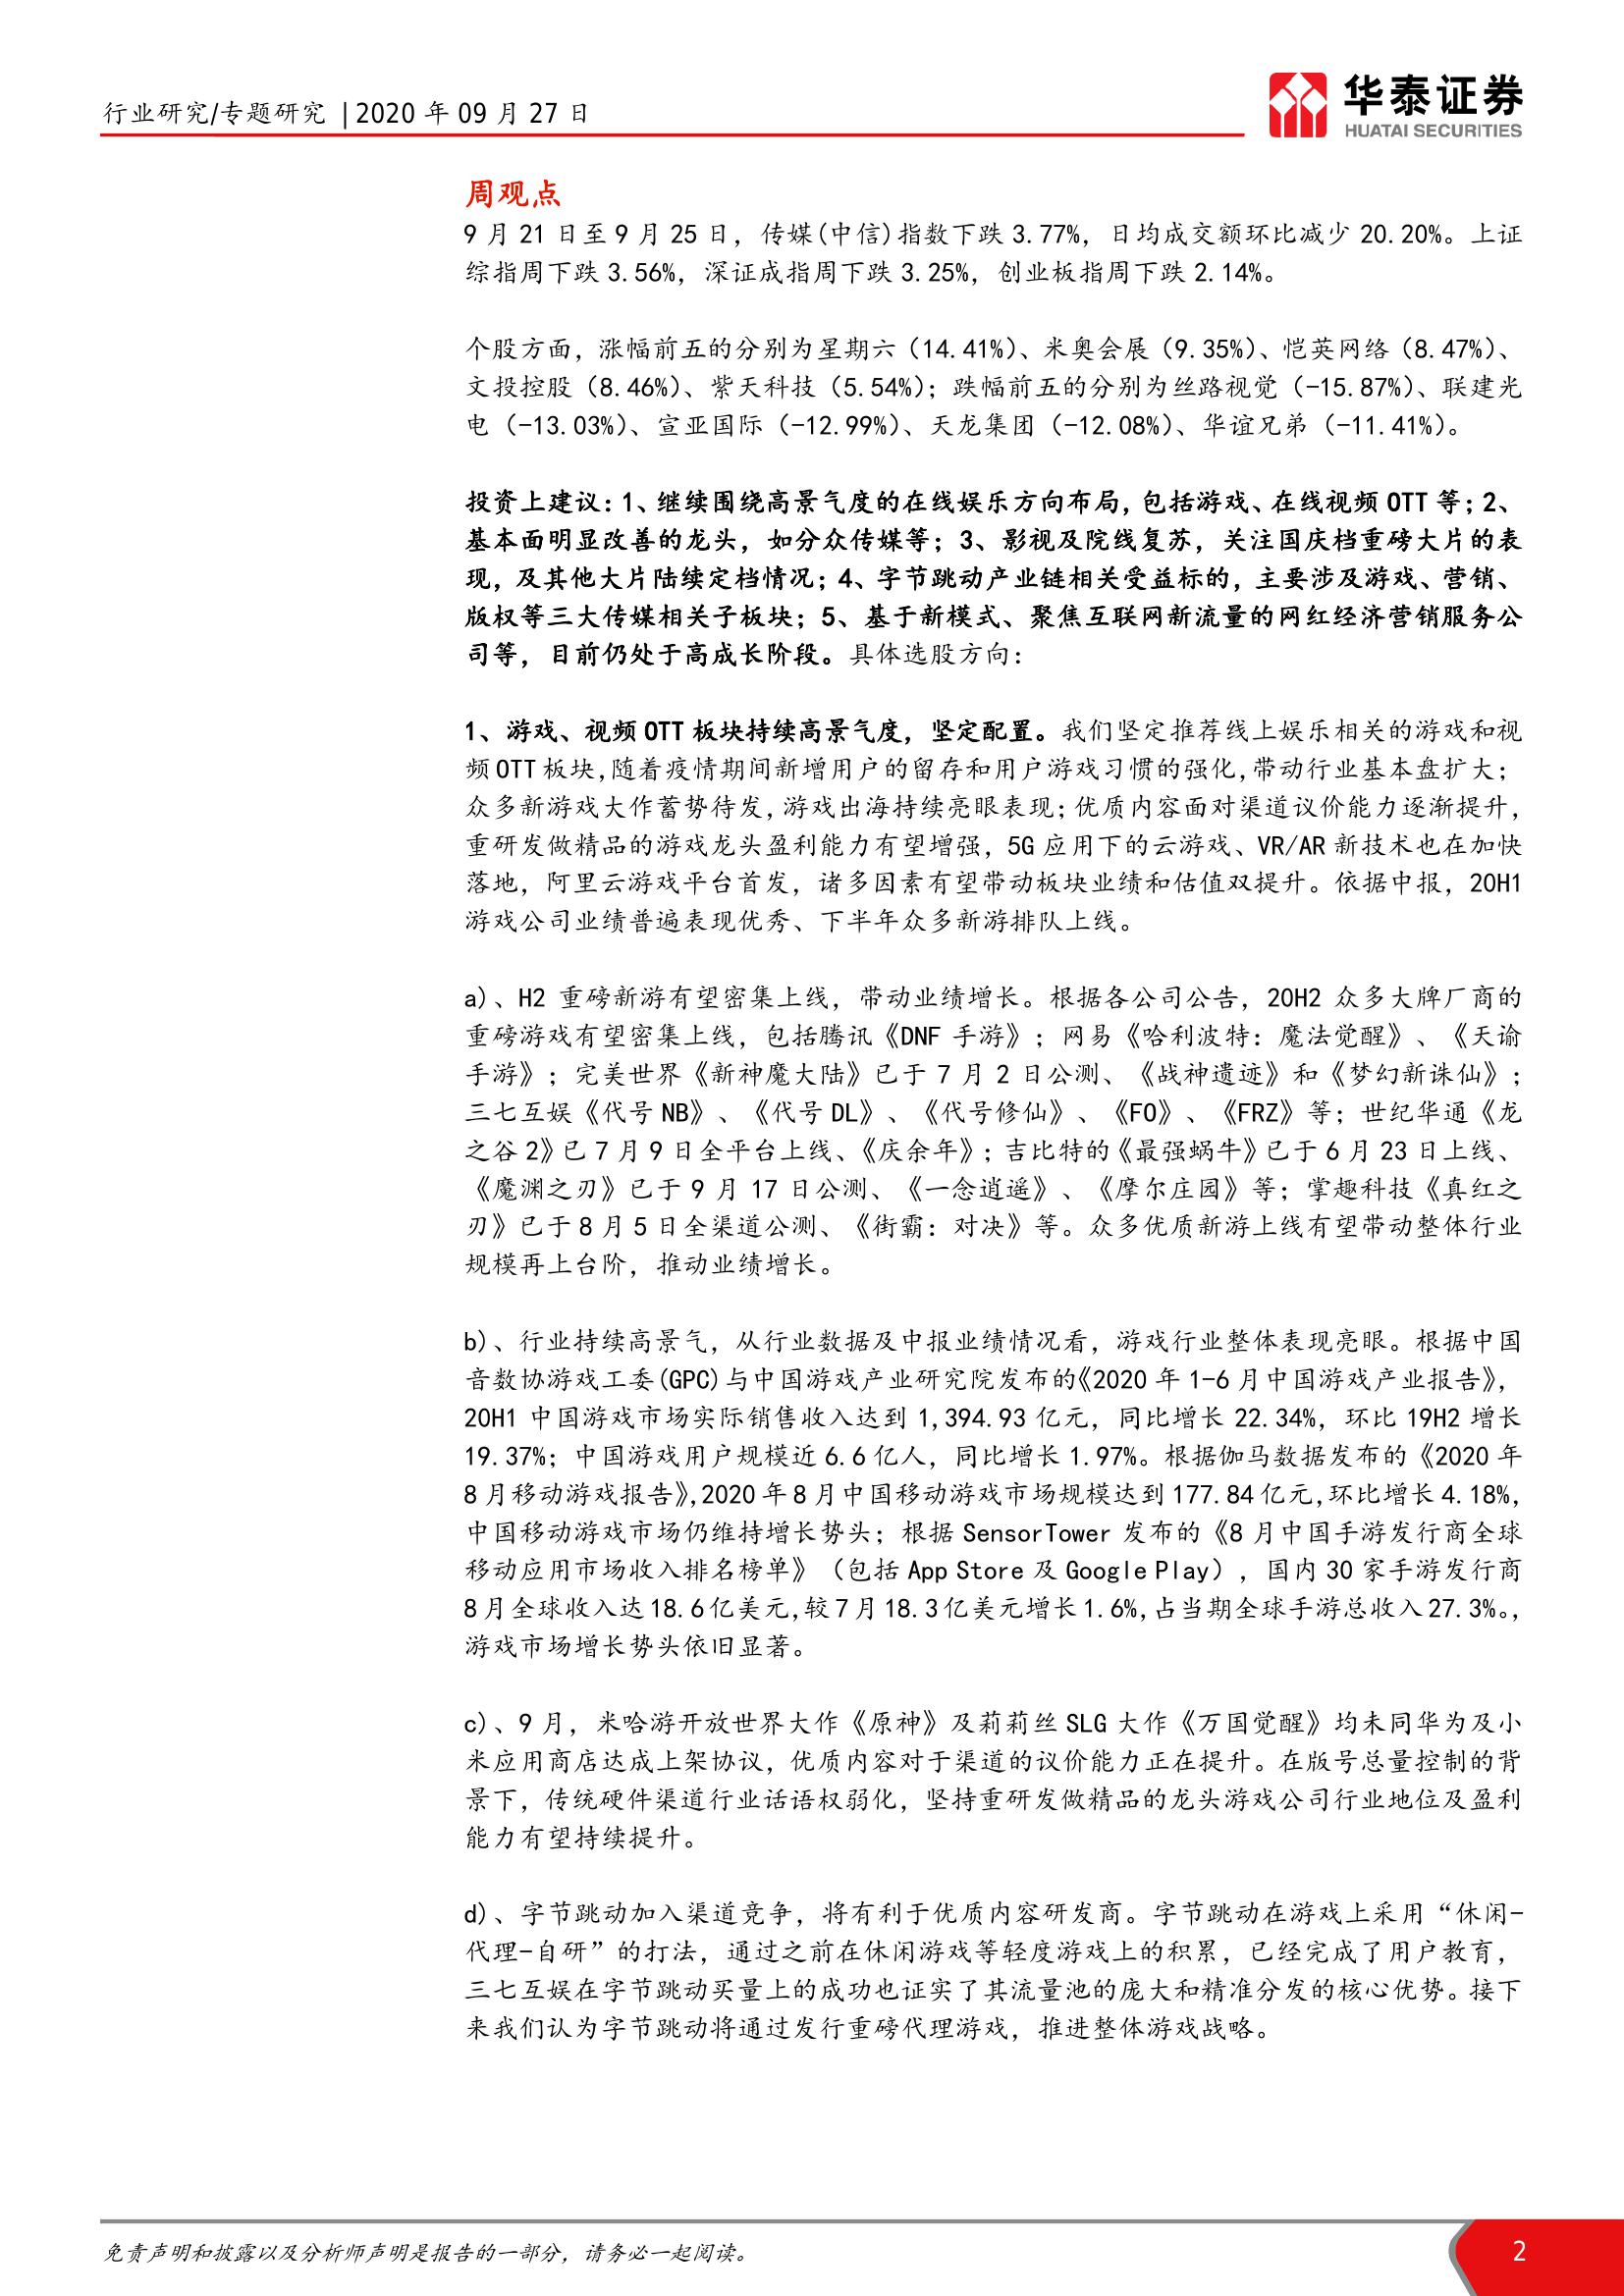 行业研究/专题研究 | 2020 年 09 月 27 日
华泰证券
HUATAI SECURITIES
周观点
9 月 21 日至 9 月 25 日，传媒(中信)指数下跌 3.77%，日均成交额环比减少 20.20%。上证
综指周下跌 3.56%，深证成指周下跌 3.25%，创业板指周下跌 2.14%。
个股方面，涨幅前五的分别为星期六（14.41%）、米奥会展（9.35%）、恺英网络（8.47%）、
文投控股（8.46%）、紫天科技（5.54%）；跌幅前五的分别为丝路视觉（-15.87%）、联建光
电（-13.03%）、宣亚国际（-12.99%）、天龙集团（-12.08%）、华谊兄弟（-11.41%）。
投资上建议：1、继续围绕高景气度的在线娱乐方向布局，包括游戏、在线视频 OTT 等；2、
基本面明显改善的龙头，如分众传媒等；3、影视及院线复苏，关注国庆档重磅大片的表
现，及其他大片陆续定档情况；4、字节跳动产业链相关受益标的，主要涉及游戏、营销、
版权等三大传媒相关子板块；5、基于新模式、聚焦互联网新流量的网红经济营销服务公
司等，目前仍处于高成长阶段。具体选股方向：
1、游戏、视频 OTT 板块持续高景气度，坚定配置。我们坚定推荐线上娱乐相关的游戏和视
频 OTT 板块，随着疫情期间新增用户的留存和用户游戏习惯的强化，带动行业基本盘扩大；
众多新游戏大作蓄势待发，游戏出海持续亮眼表现；优质内容面对渠道议价能力逐渐提升，
重研发做精品的游戏龙头盈利能力有望增强，5G 应用下的云游戏、VR/AR 新技术也在加快
落地，阿里云游戏平台首发，诸多因素有望带动板块业绩和估值双提升。依据中报，20H1
游戏公司业绩普遍表现优秀、下半年众多新游排队上线。
a）、H2 重磅新游有望密集上线，带动业绩增长。根据各公司公告，20H2 众多大牌厂商的
重磅游戏有望密集上线，包括腾讯《DNF 手游》；网易《哈利波特：魔法觉醒》、《天谕
手游》；完美世界《新神魔大陆》已于 7 月 2 日公测、《战神遗迹》和《梦幻新诛仙》；
三七互娱《代号 NB》、《代号 DL》、《代号修仙》、《FO》、《FRZ》等；世纪华通《龙
之谷 2》已 7 月 9 日全平台上线、《庆余年》；吉比特的《最强蜗牛》已于 6 月 23 日上线、
《魔渊之刃》已于 9 月 17 日公测、《一念逍遥》、《摩尔庄园》等；掌趣科技《真红之
刃》已于 8 月 5 日全渠道公测、《街霸：对决》等。众多优质新游上线有望带动整体行业
规模再上台阶，推动业绩增长。
b）、行业持续高景气，从行业数据及中报业绩情况看，游戏行业整体表现亮眼。根据中国
音数协游戏工委(GPC)与中国游戏产业研究院发布的《2020 年 1-6 月中国游戏产业报告》，
20H1 中国游戏市场实际销售收入达到 1,394.93 亿元，同比增长 22.34%，环比 19H2 增长
19.37%；中国游戏用户规模近 6.6 亿人，同比增长 1.97%。根据伽马数据发布的《2020 年
8 月移动游戏报告》，2020 年 8 月中国移动游戏市场规模达到 177.84 亿元，环比增长 4.18%，
中国移动游戏市场仍维持增长势头；根据 SensorTower 发布的《8 月中国手游发行商全球
移动应用市场收入排名榜单》（包括 App Store 及 Google Play），国内 30 家手游发行商
8 月全球收入达 18.6 亿美元，较 7 月 18.3 亿美元增长 1.6%，占当期全球手游总收入 27.3%。，
游戏市场增长势头依旧显著。
c）、9 月，米哈游开放世界大作《原神》及莉莉丝 SLG 大作《万国觉醒》均未同华为及小
米应用商店达成上架协议，优质内容对于渠道的议价能力正在提升。在版号总量控制的背
景下，传统硬件渠道行业话语权弱化，坚持重研发做精品的龙头游戏公司行业地位及盈利
能力有望持续提升。
d）、字节跳动加入渠道竞争，将有利于优质内容研发商。字节跳动在游戏上采用“休闲-
代理-自研”的打法，通过之前在休闲游戏等轻度游戏上的积累，已经完成了用户教育，
三七互娱在字节跳动买量上的成功也证实了其流量池的庞大和精准分发的核心优势。接下
来我们认为字节跳动将通过发行重磅代理游戏，推进整体游戏战略。
免责声明和披露以及分析师声明是报告的一部分，请务必一起阅读。
2